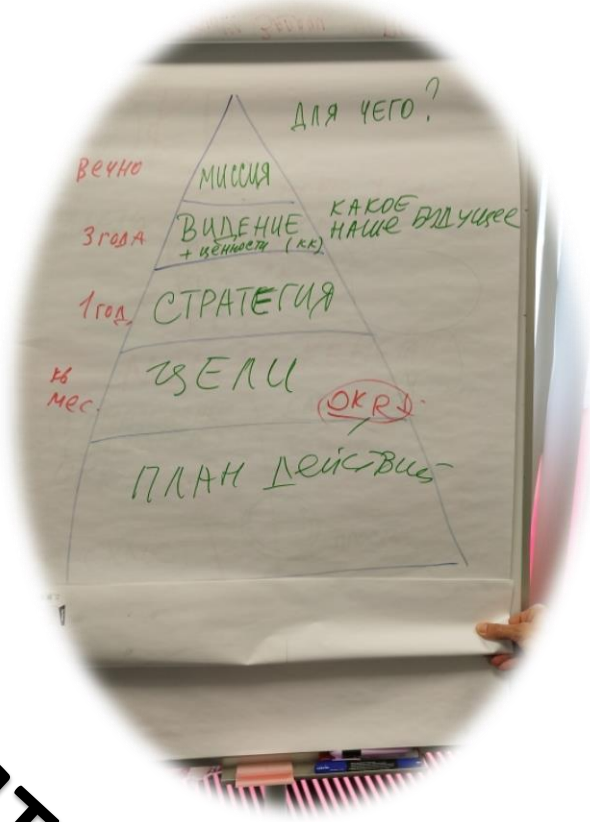 ДЛЯ ЧЕГО?
ВЕЧНО
МИССИЯ
3 ГОДА
ВИДЕНИЕ
+ ЦЕННОСТИ (КК)
КАКОЕ
НАШЕ БУДУЩЕЕ
1 ГОД
СТРАТЕГИЯ
КВ
МЕС.
ЦЕЛИ
OKR
ПЛАН ДЕЙСТВИЙ